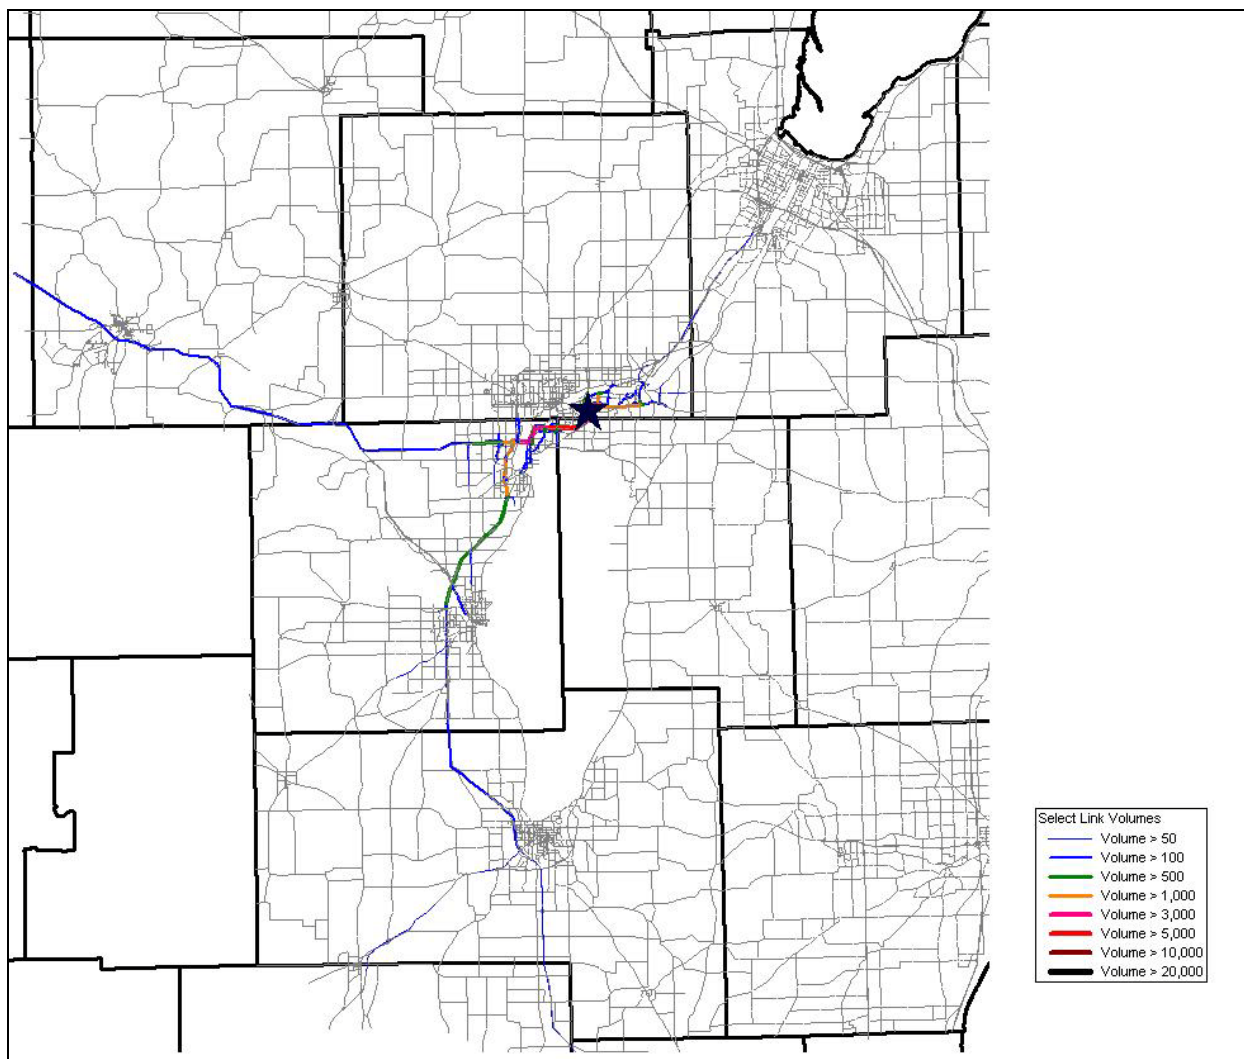 Select Link Volumes
Volume > 50
Volume > 100
Volume > 500
Volume > 1,000
Volume > 3,000
Volume > 5,000
Volume > 10,000
Volume > 20,000